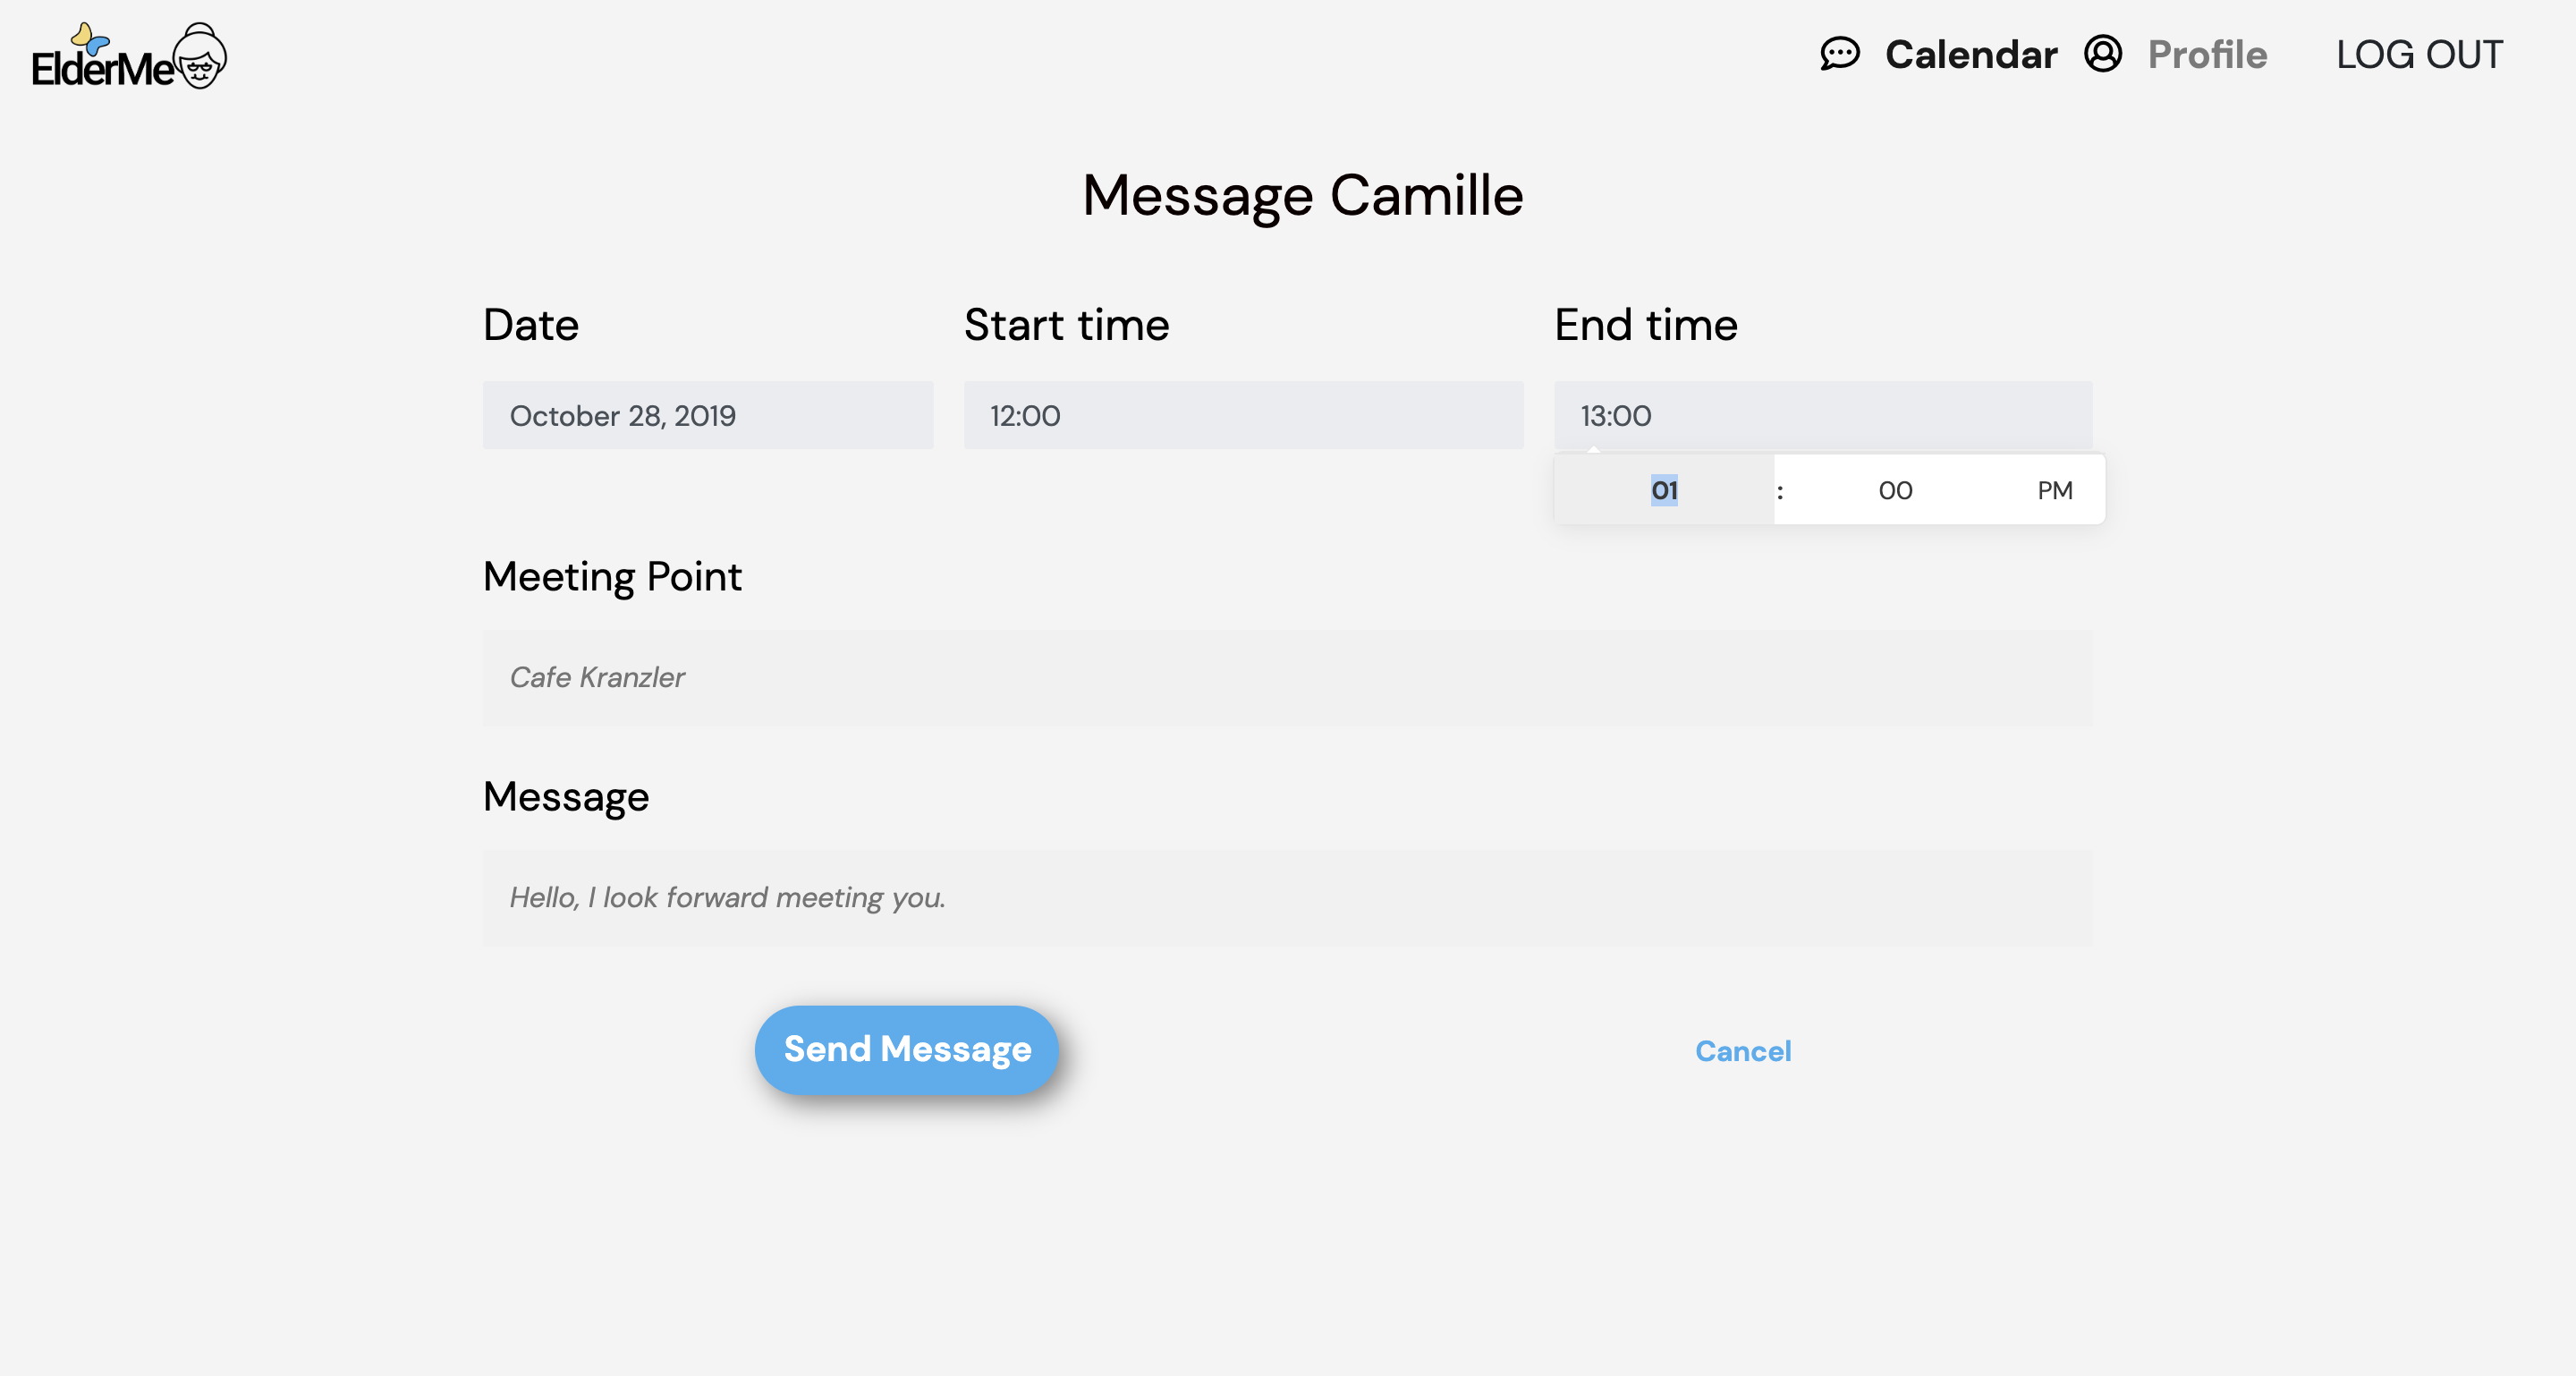 ElderMe
Calendar
Profile
LOG OUT
Message Camille
Date
Start time
End time
October 28, 2019
12:00
13:00
01 : 00 PM
Meeting Point
Cafe Kranzler
Message
Hello, I look forward meeting you.
Send Message
Cancel